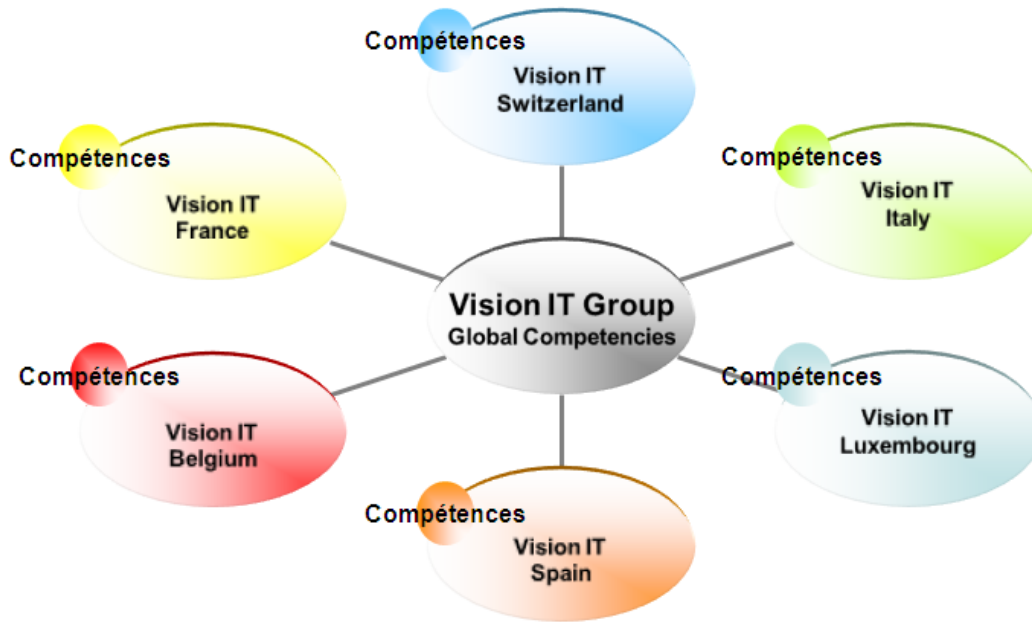 Compétences
Vision IT
Switzerland
Compétences
Vision IT
France
Compétences
Vision IT
Italy
Vision IT Group
Global Competencies
Compétences
Vision IT
Belgium
Compétences
Vision IT
Luxembourg
Compétences
Vision IT
Spain